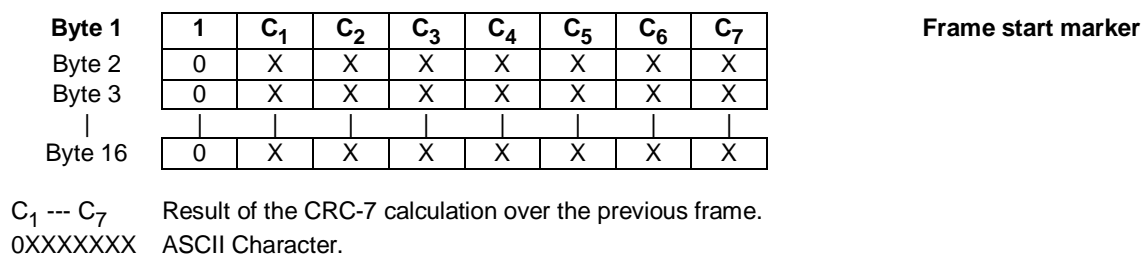 Byte 1 1 C1 C2 C3 C4 C5 C6 C7 Frame start marker
Byte 2 0 X X X X X X X
Byte 3 0 X X X X X X X
| | | | | | | | |
Byte 16 0 X X X X X X X
C1 --- C7 Result of the CRC-7 calculation over the previous frame.
0XXXXXXX ASCII Character.